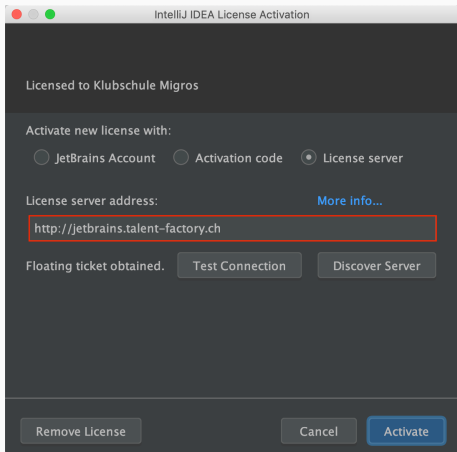 IntelliJ IDEA License Activation
Licensed to Klubschule Migros
Activate new license with:
JetBrains Account Activation code License server
License server address: More info...
http://jetbrains.talent-factory.ch
Floating ticket obtained. Test Connection Discover Server
Remove License Cancel Activate